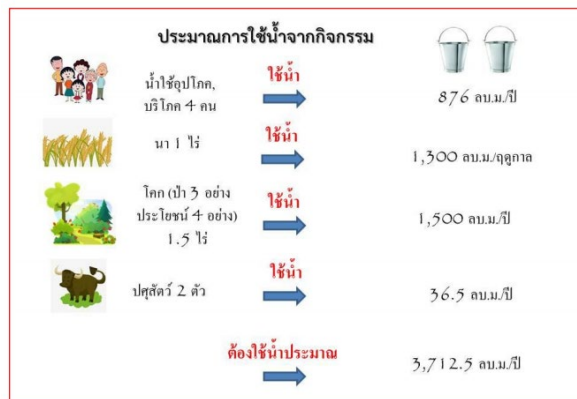 ประมาณการใช้น้ำจากกิจกรรม
น้ำใช้อุปโภค,
บริโภค 4 คน
ใช้น้ำ
876 ลบ.ม./ปี
นา 1 ไร่
ใช้น้ำ
1,300 ลบ.ม./ฤดูกาล
โคก (ป่า 3 อย่าง
ประโยชน์ 4 อย่าง)
1.5 ไร่
ใช้น้ำ
1,500 ลบ.ม./ปี
ปศุสัตว์ 2 ตัว
ใช้น้ำ
36.5 ลบ.ม./ปี
ต้องใช้น้ำประมาณ
3,712.5 ลบ.ม./ปี